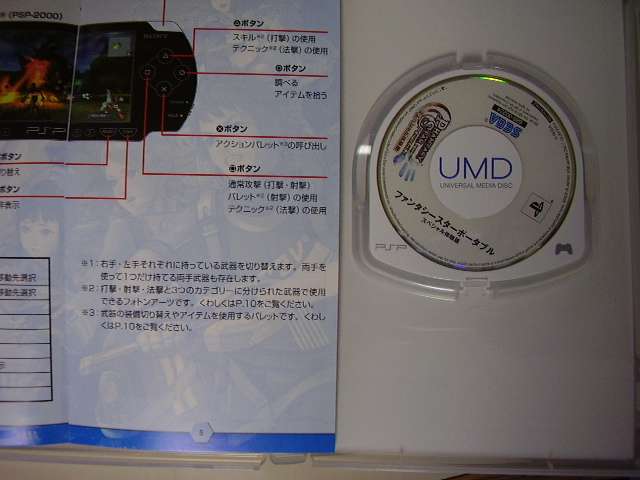 (PSP-2000)
SONY
PSP
△ボタン
スキル※2(打撃)の使用
テクニック※2(法撃)の使用
○ボタン
調べる
アイテムを拾う
×ボタン
アクションパレット※3の呼び出し
□ボタン
通常攻撃(打撃・射撃)
バレット※2(射撃)の使用
テクニック※2(法撃)の使用
ボタン
り替え
ボタン
非表示
移動先選択
移動先選択
示
※1:右手・左手それぞれに持っている武器を切り替えます。両手を
使って1つだけ持てる両手武器も存在します。
※2:打撃・射撃・法撃と3つのカテゴリーに分けられた武器で使用
できるフォトンアーツです。くわしくはP.10をご覧ください。
※3:武器の装備切り替えやアイテムを使用するパレットです。くわし
くはP.10をご覧ください。
5
SEGA
PHANTASY STAR
UMD
UNIVERSAL MEDIA DISC
ファンタシースターポータブル
スペシャル体験版
PSP